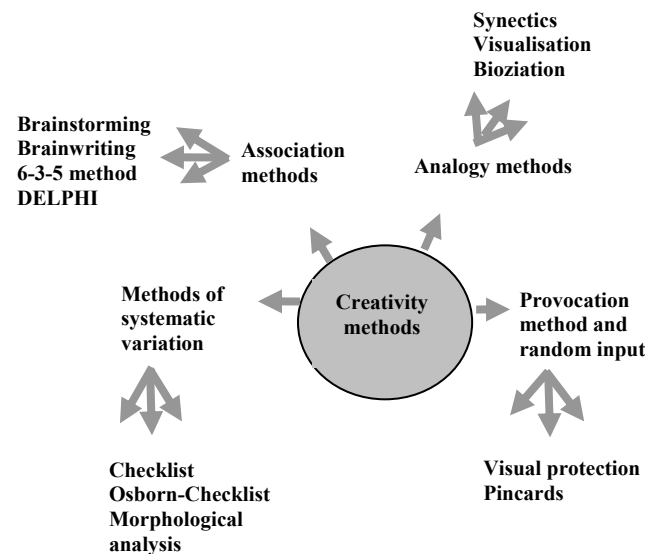 Synectics
Visualisation
Bioziation
Brainstorming
Brainwriting
6-3-5 method
DELPHI
Association
methods
Analogy methods
Creativity
methods
Methods of
systematic
variation
Provocation
method and
random input
Checklist
Osborn-Checklist
Morphological
analysis
Visual protection
Pincards